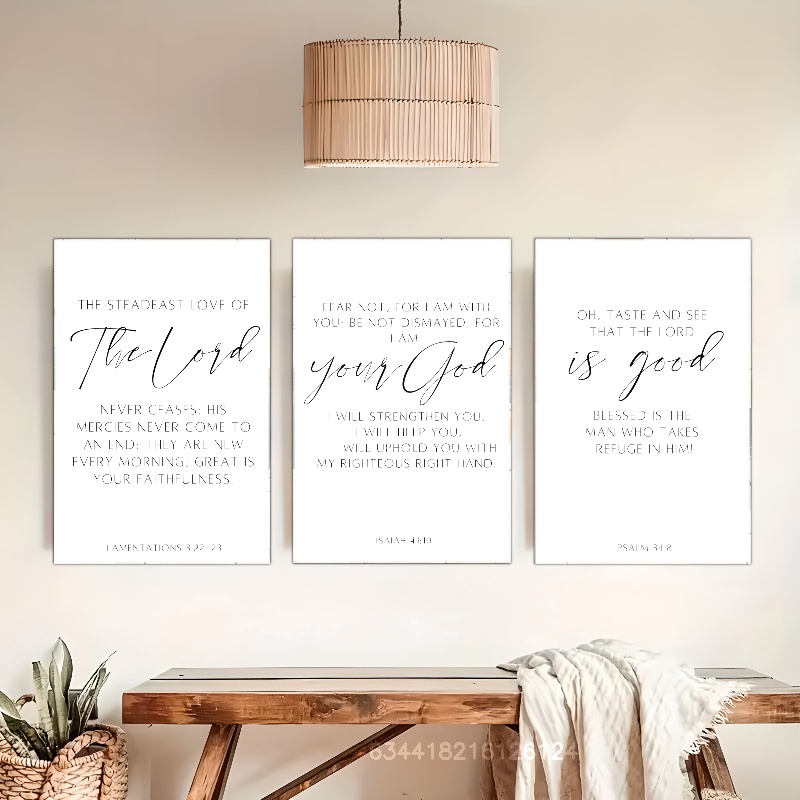 THE STEADFAST LOVE OF
The Lord
NEVER CEASES; HIS
MERCIES NEVER COME TO
AN END; THEY ARE NEW
EVERY MORNING, GREAT IS
YOUR FAITHFULNESS.
LAMENTATIONS 3:22-23
FEAR NOT, FOR I AM WITH
YOU; BE NOT DISMAYED, FOR
I AM
your God
I WILL STRENGTHEN YOU,
I WILL HELP YOU,
WILL UPHOLD YOU WITH
MY RIGHTEOUS RIGHT HAND.
ISAIAH 41:10
OH, TASTE AND SEE
THAT THE LORD
is good
BLESSED IS THE
MAN WHO TAKES
REFUGE IN HIM!
PSALM 34:8
634418216126124